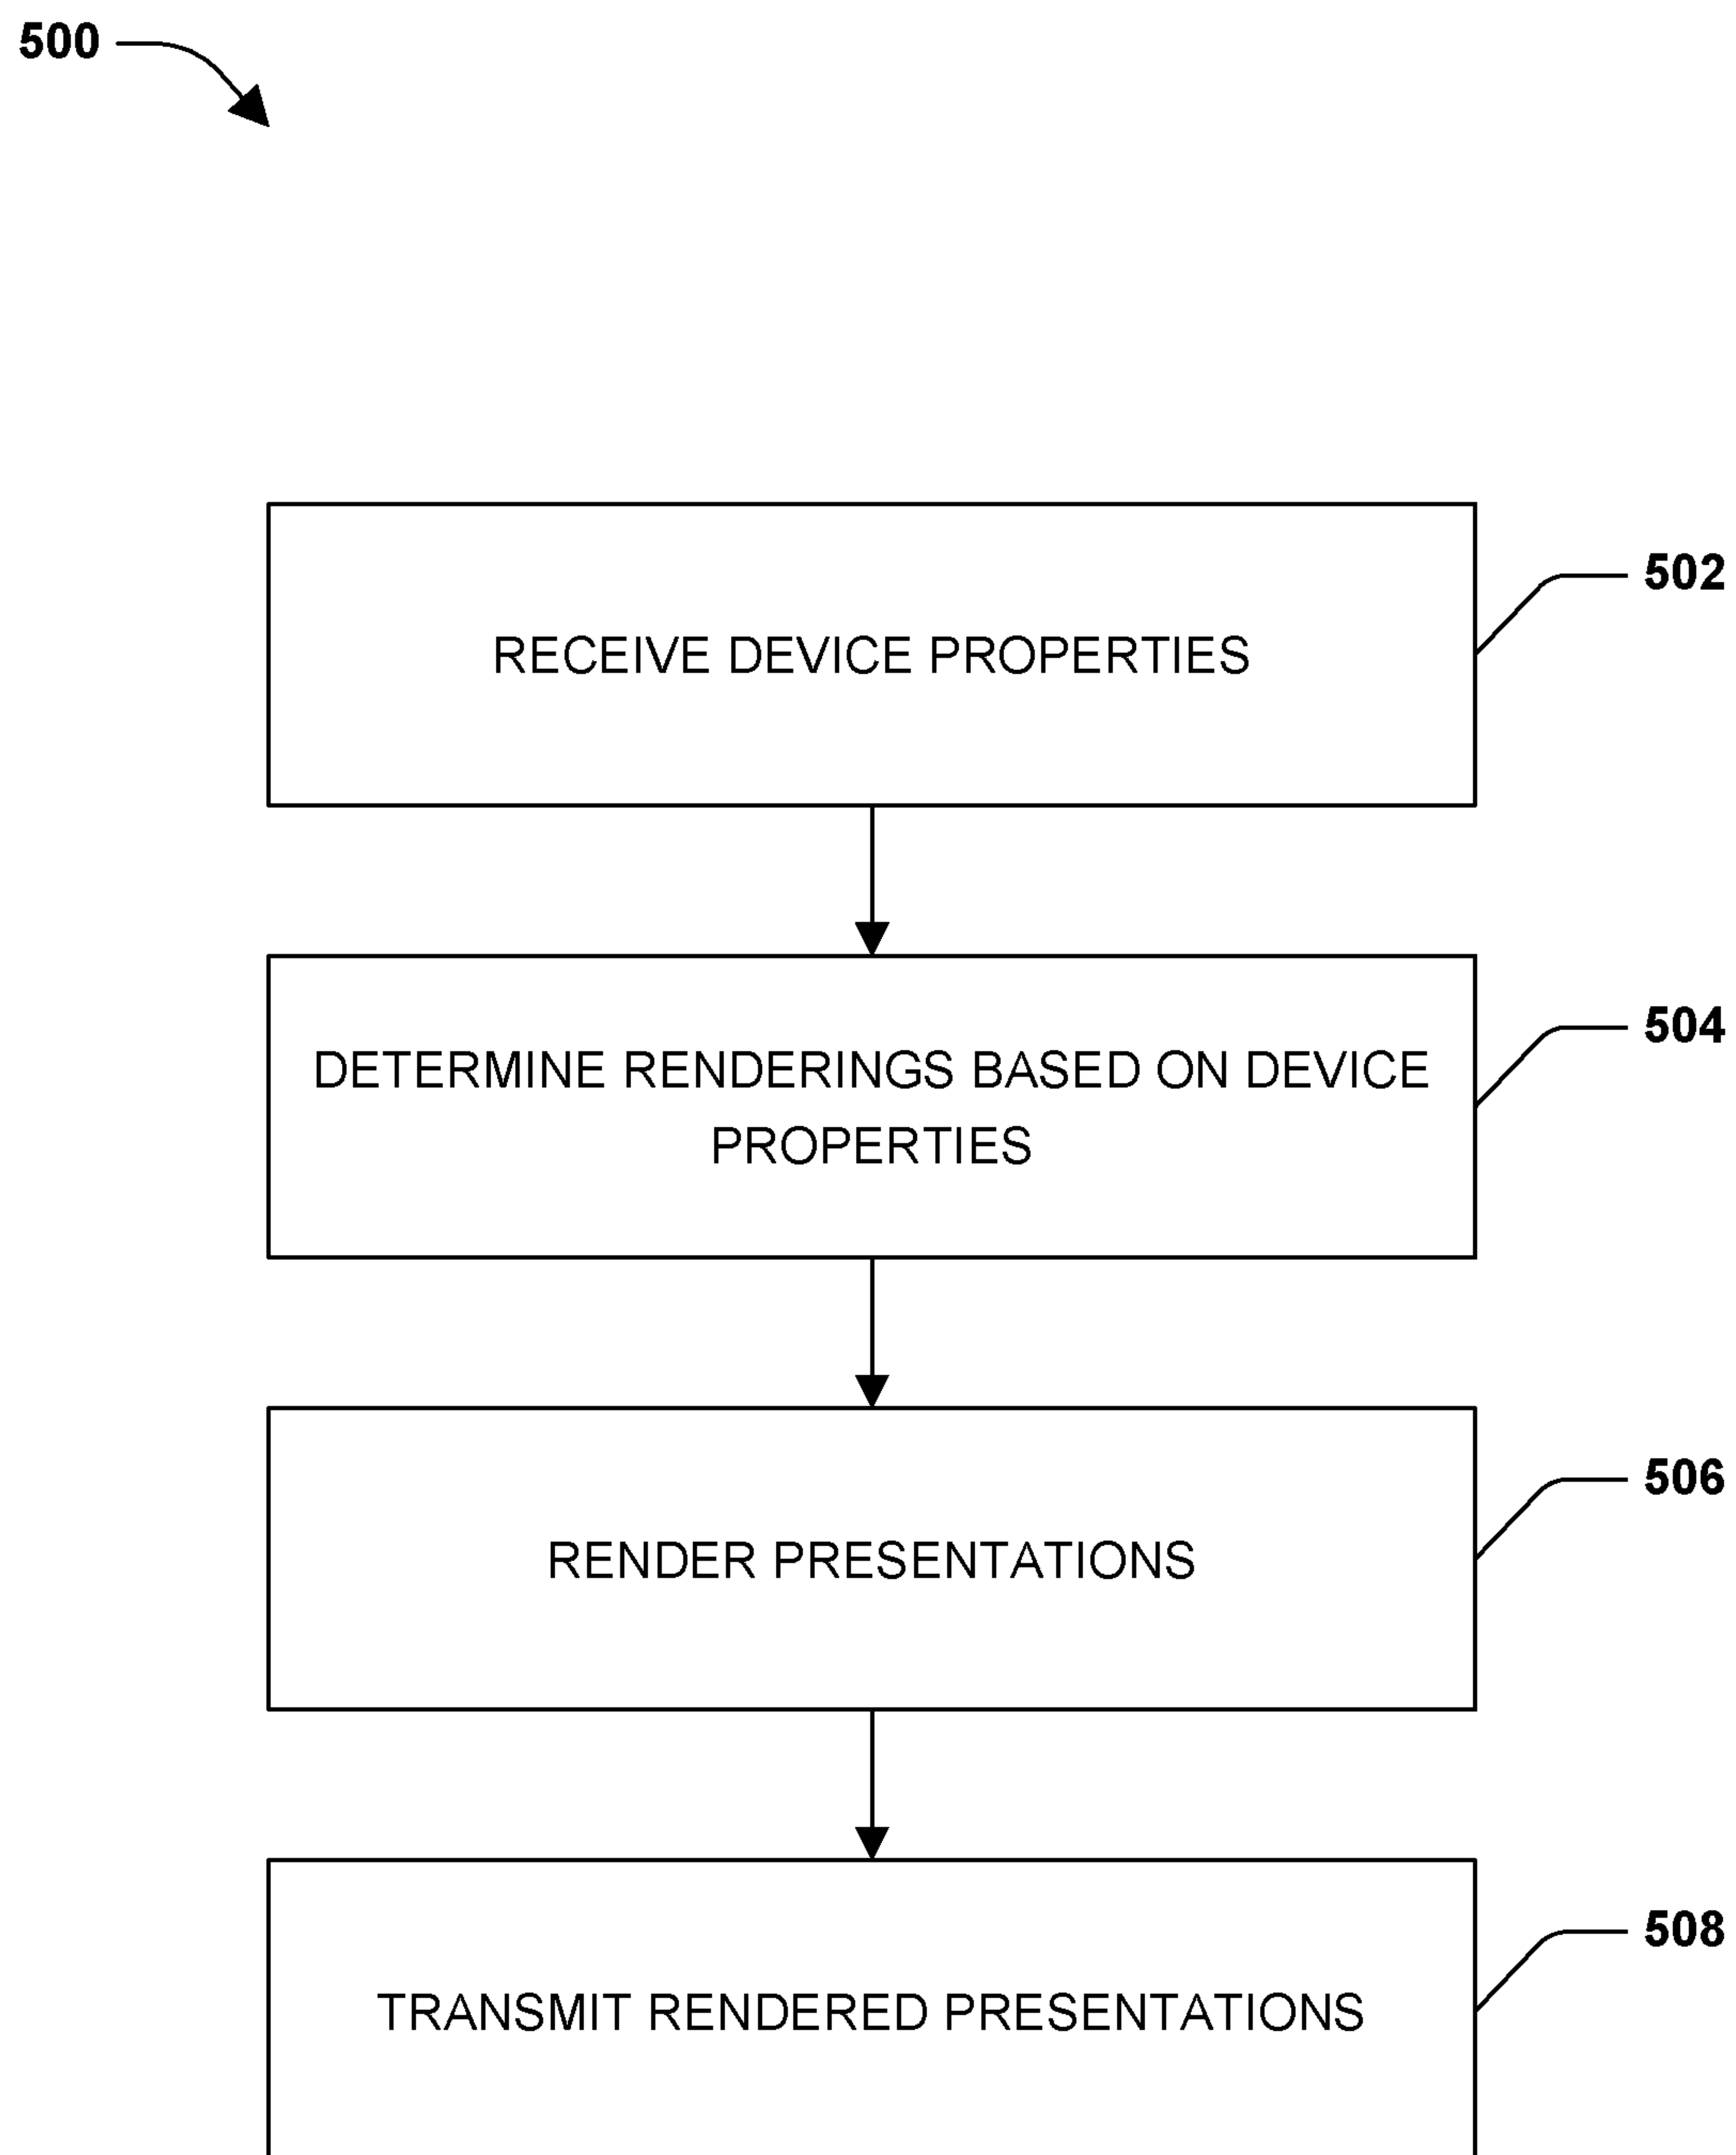 500
RECEIVE DEVICE PROPERTIES
502
DETERMINE RENDERINGS BASED ON DEVICE
PROPERTIES
504
RENDER PRESENTATIONS
506
TRANSMIT RENDERED PRESENTATIONS
508